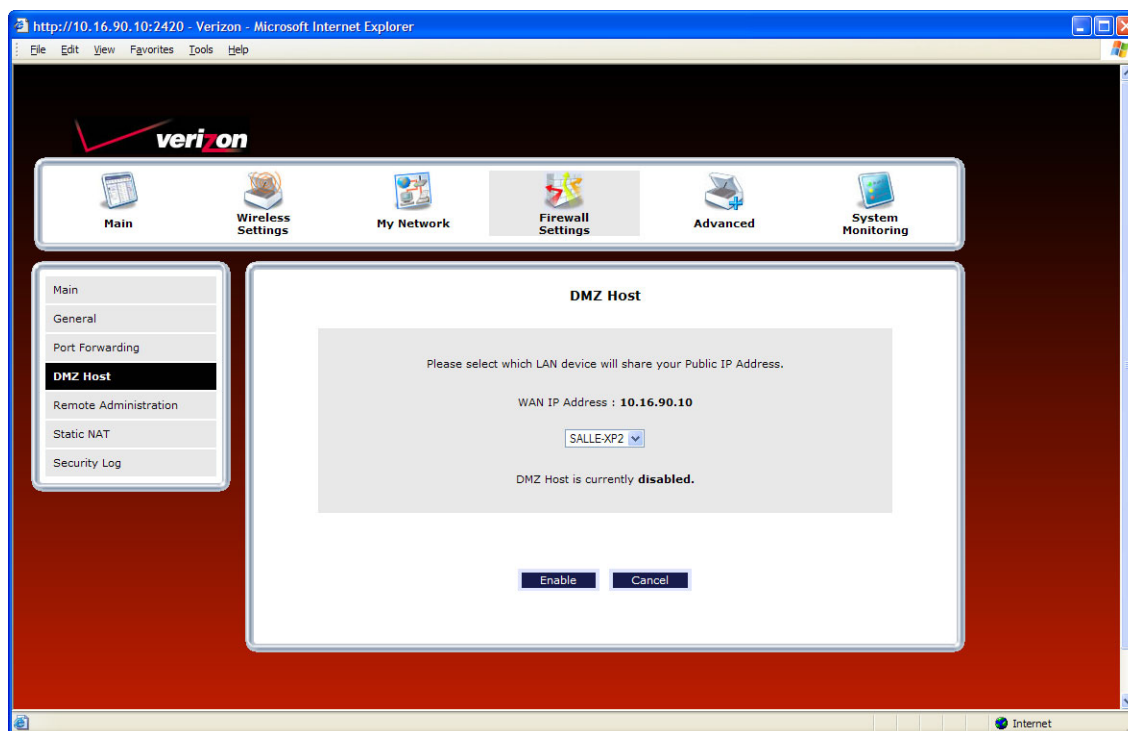 http://10.16.90.10:2420 - Verizon - Microsoft Internet Explorer
File Edit View Favorites Tools Help
verizon
Main
Wireless Settings
My Network
Firewall Settings
Advanced
System Monitoring
Main
General
Port Forwarding
DMZ Host
Remote Administration
Static NAT
Security Log
DMZ Host
Please select which LAN device will share your Public IP Address.
WAN IP Address : 10.16.90.10
SALLE-XP2
DMZ Host is currently disabled.
Enable Cancel
Internet